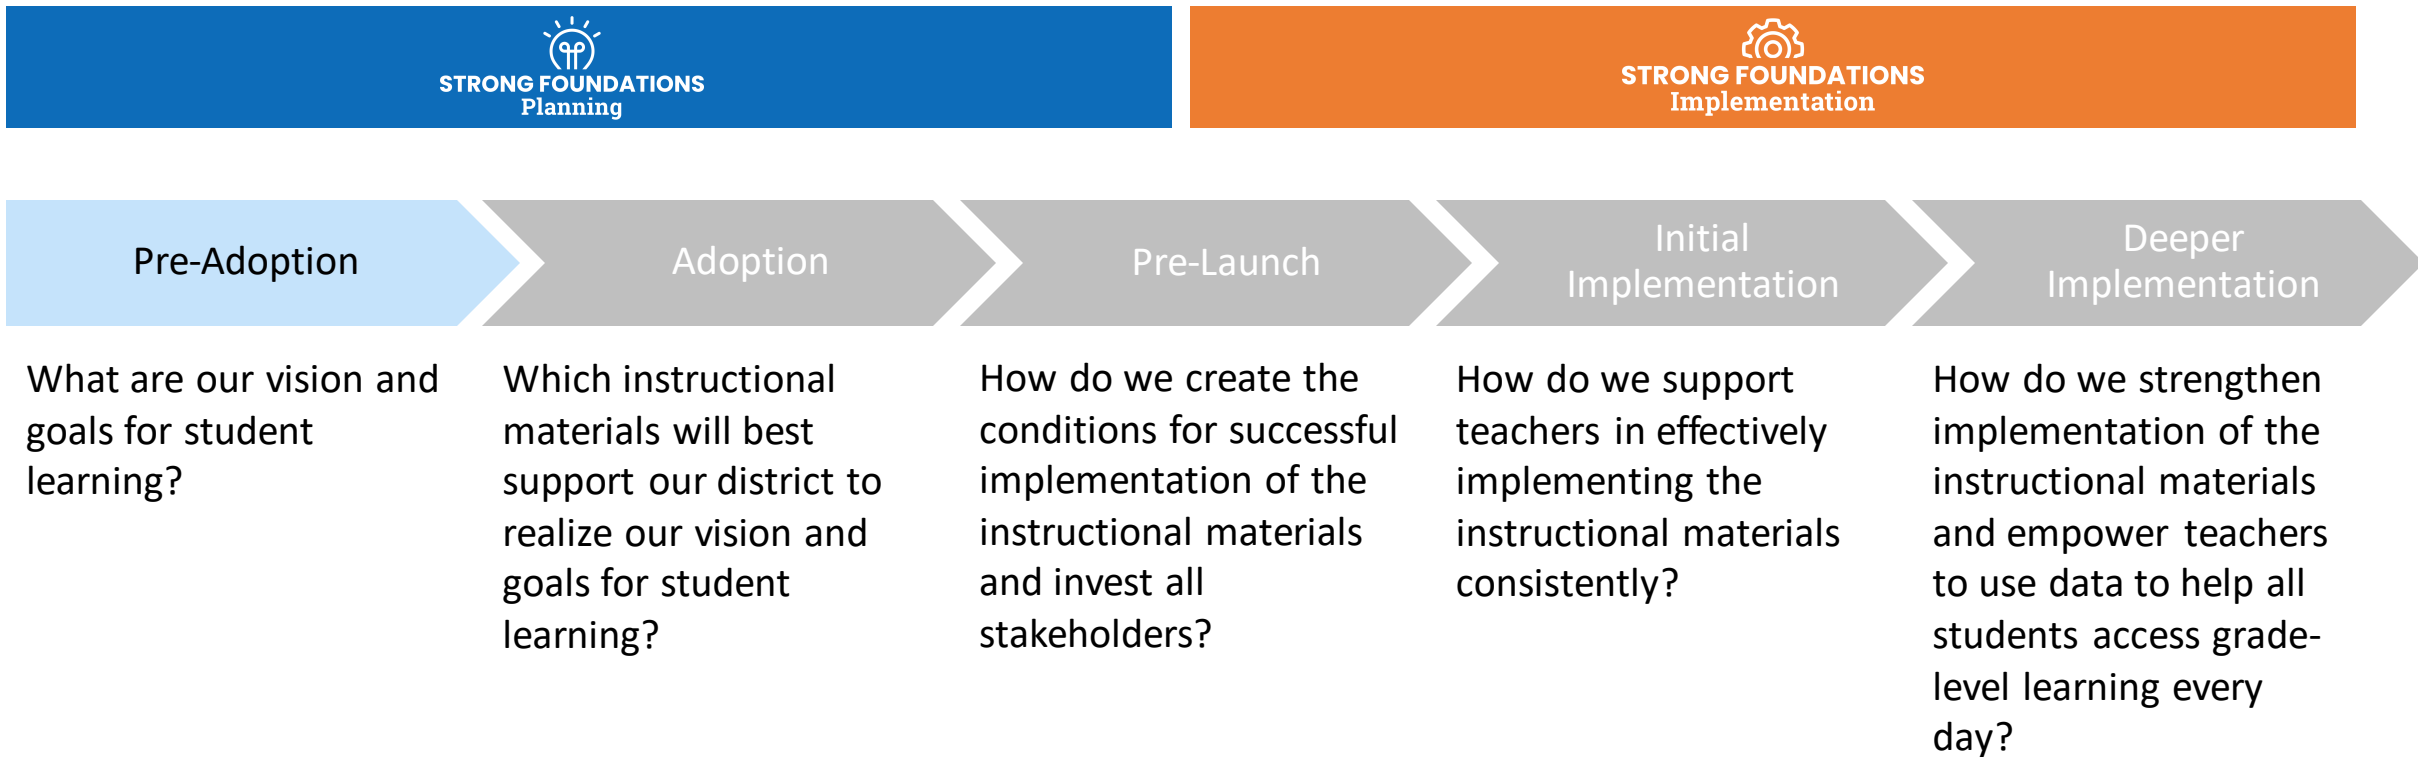 STRONG FOUNDATIONS
Planning
STRONG FOUNDATIONS
Implementation
Pre-Adoption
Adoption
Pre-Launch
Initial
Implementation
Deeper
Implementation
What are our vision and
goals for student
learning?
Which instructional
materials will best
support our district to
realize our vision and
goals for student
learning?
How do we create the
conditions for successful
implementation of the
instructional materials
and invest all
stakeholders?
How do we support
teachers in effectively
implementing the
instructional materials
consistently?
How do we strengthen
implementation of the
instructional materials
and empower teachers
to use data to help all
students access grade-
level learning every
day?